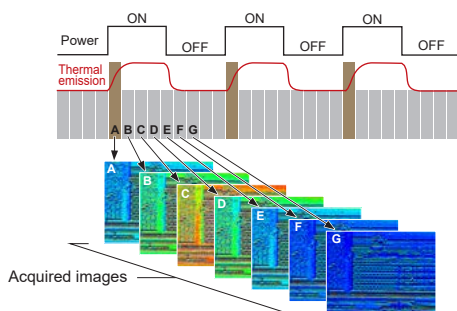 ON ON ON
Power
OFF OFF OFF
Thermal
emission
A B C D E F G
A
B
C
D
E
F
G
Acquired images